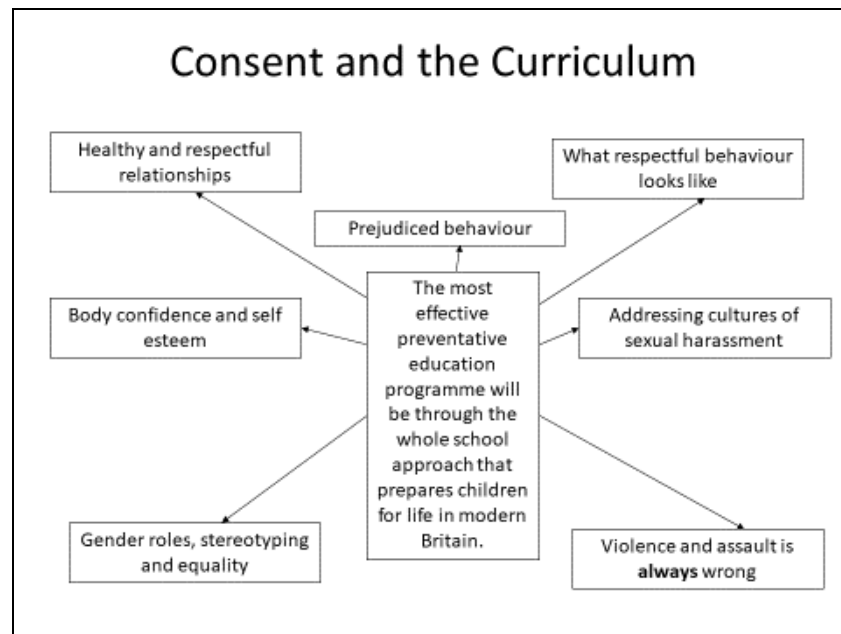 Consent and the Curriculum
Healthy and respectful
relationships
What respectful behaviour
looks like
Prejudiced behaviour
The most
effective
preventative
education
programme will
be through the
whole school
approach that
prepares children
for life in modern
Britain.
Body confidence and self
esteem
Addressing cultures of
sexual harassment
Gender roles, stereotyping
and equality
Violence and assault is
always wrong